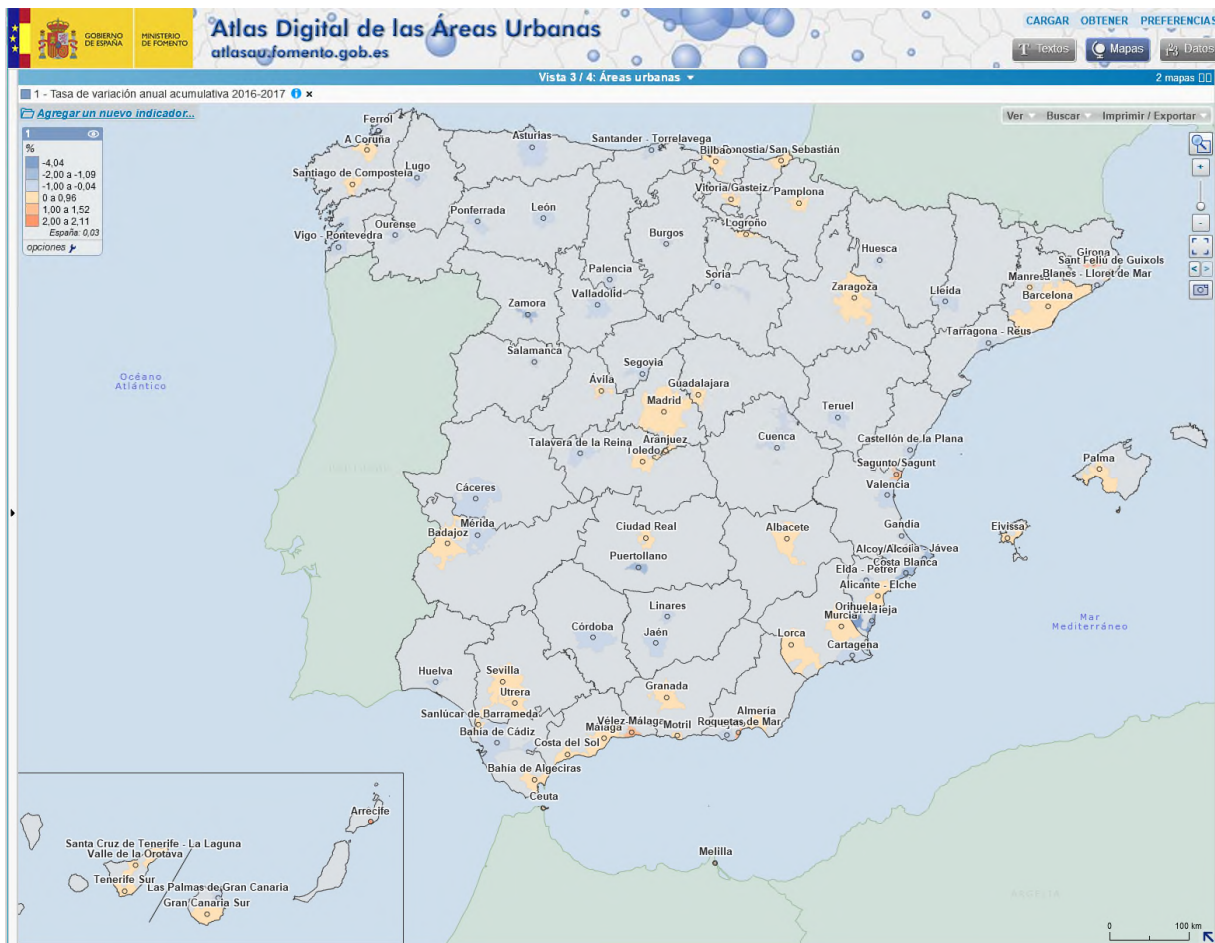 GOBIERNO
DE ESPAÑA
MINISTERIO
DE FOMENTO
Atlas Digital de las Áreas Urbanas
atlasau.fomento.gob.es
CARGAR OBTENER PREFERENCIAS
Textos Mapas Datos
Vista 3 / 4: Áreas urbanas
2 mapas
1 - Tasa de variación anual acumulativa 2016-2017
Agregar un nuevo indicador...
Ver Buscar Imprimir / Exportar
1
%
-4,04
-2,00 a -1,09
-1,00 a -0,04
0 a 0,96
1,00 a 1,52
2,00 a 2,11
España: 0,03
opciones
Ferrol
A Coruña
Asturias
Santander - Torrelavega
Bilbao
Donostia/San Sebastián
Santiago de Compostela
Lugo
Vitoria/Gasteiz
Pamplona
Ponferrada
León
Logroño
Ourense
Vigo - Pontevedra
Burgos
Huesca
Girona
Sant Feliu de Guixols
Palencia
Soria
Manresa
Blanes - Lloret de Mar
Zaragoza
Lleida
Barcelona
Valladolid
Zamora
Tarragona - Reus
Salamanca
Segovia
Océano
Atlántico
Ávila
Guadalajara
Madrid
Teruel
Talavera de la Reina
Aranjuez
Toledo
Cuenca
Castellón de la Plana
Sagunto/Sagunt
Palma
Valencia
Cáceres
Mérida
Badajoz
Ciudad Real
Albacete
Gandía
Eivissa
Puertollano
Alcoy/Alcoi
Jávea
Costa Blanca
Elda - Petrer
Alicante - Elche
Linares
Orihuela
Murcia
Mar
Mediterráneo
Córdoba
Jaén
Lorca
Cartagena
Huelva
Sevilla
Utrera
Granada
Sanlúcar de Barrameda
Almería
Vélez-Málaga
Motril
Roquetas de Mar
Málaga
Bahía de Cádiz
Costa del Sol
Bahía de Algeciras
Ceuta
Melilla
Arrecife
Santa Cruz de Tenerife - La Laguna
Valle de la Orotava
Tenerife Sur
Las Palmas de Gran Canaria
Gran Canaria Sur
ARGELIA
0 100 km